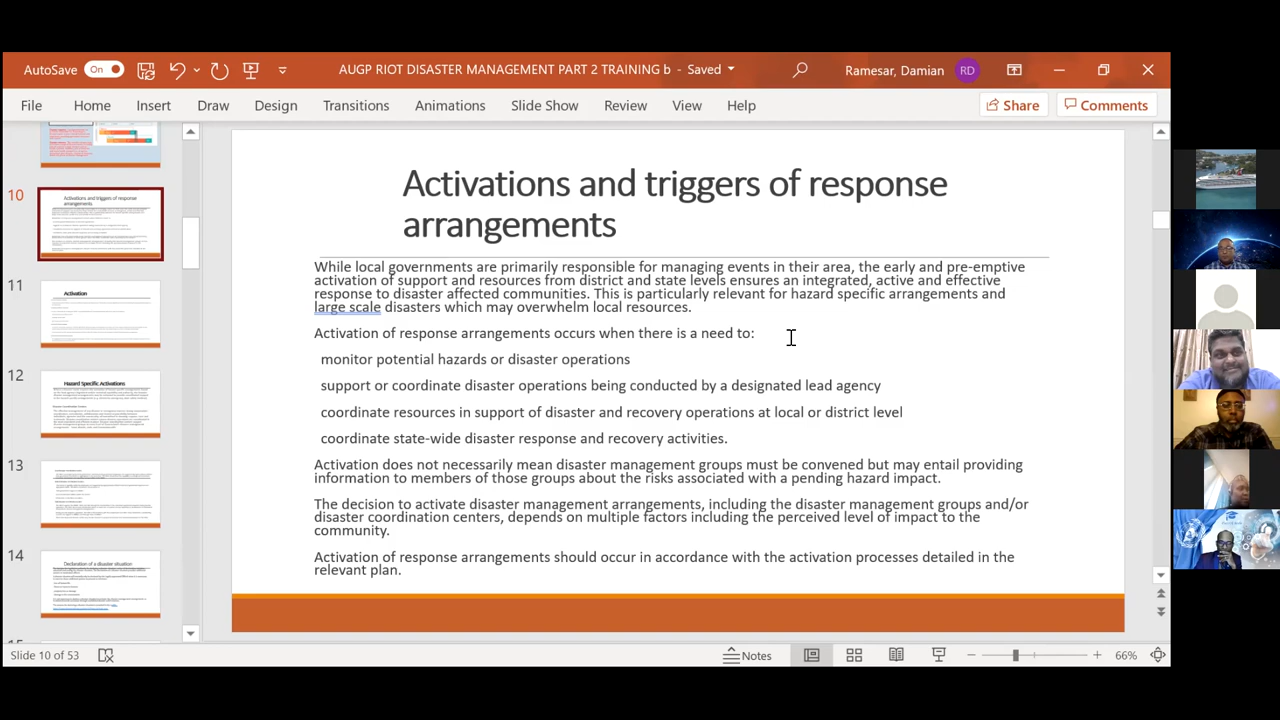 AutoSave On AUGP RIOT DISASTER MANAGEMENT PART 2 TRAINING b - Saved Ramesar, Damian RD
File Home Insert Draw Design Transitions Animations Slide Show Review View Help Share Comments
10
Activations and triggers of response
arrangements
11
Activation
12
Hazard Specific Activations
13
14
Declaration of a disaster situation
Activations and triggers of response
arrangements
While local governments are primarily responsible for managing events in their area, the early and pre-emptive
activation of support and resources from district and state levels ensures an integrated, active and effective
response to disaster affected communities. This is particularly relevant for hazard specific arrangements and
large scale disasters which may overwhelm local resources.
Activation of response arrangements occurs when there is a need to:
monitor potential hazards or disaster operations
support or coordinate disaster operations being conducted by a designated lead agency
coordinate resources in support of disaster and recovery operations at local or district level
coordinate state-wide disaster response and recovery activities.
Activation does not necessarily mean disaster management groups must be convened but may entail providing
information to members of those groups about the risks associated with a pending hazard impact.
The decision to activate disaster management arrangements, including the disaster management groups and/or
disaster coordination centers, depends on multiple factors including the perceived level of impact to the
community.
Activation of response arrangements should occur in accordance with the activation processes detailed in the
relevant plan.
Slide 10 of 53 Notes 66%